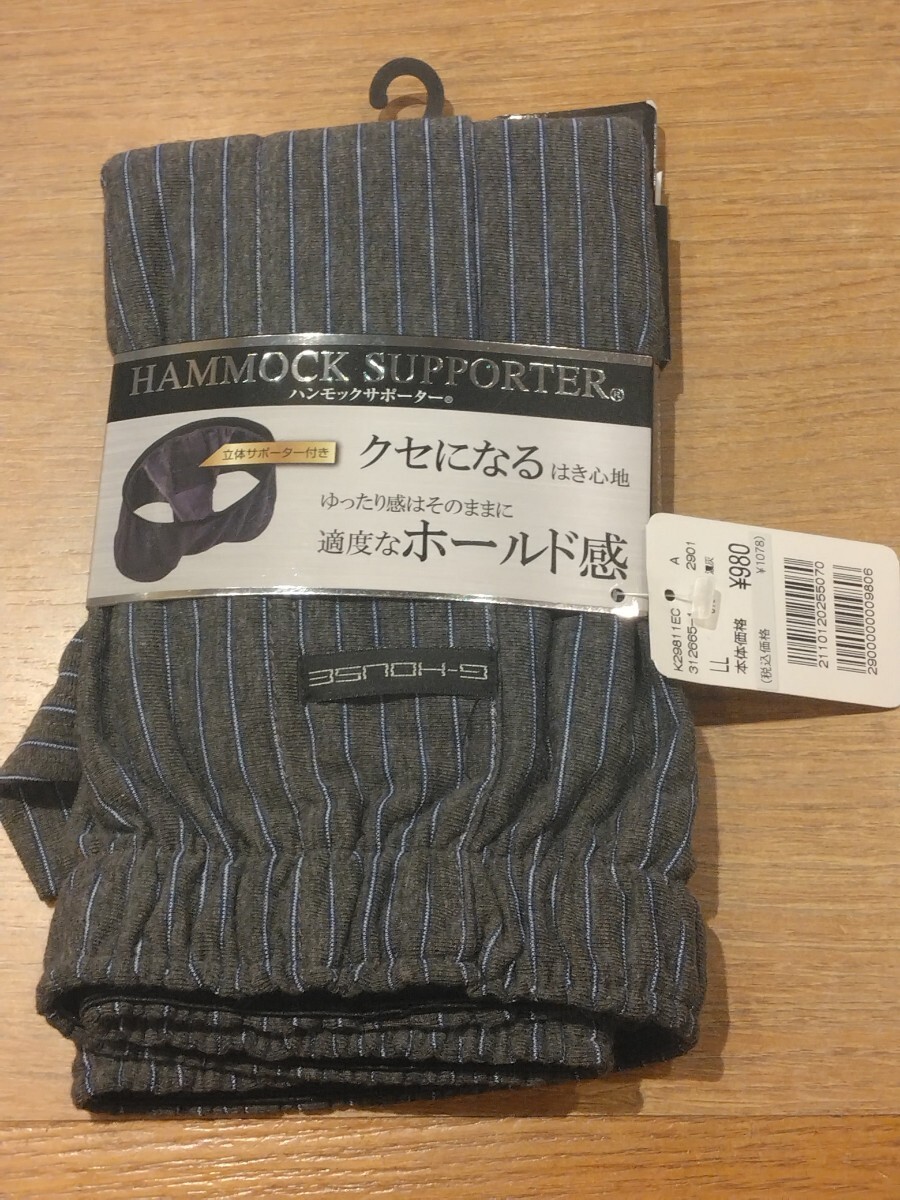 HAMMOCK SUPPORTER®
ハンモックサポーター®
立体サポーター付き
クセになる はき心地
ゆったり感はそのままに
適度なホールド感
G-HOUSE
K29811EC A
312665- 2901
LL
本体価格 ¥980
(税込価格 ¥1078)
2110120255070
2900000009806